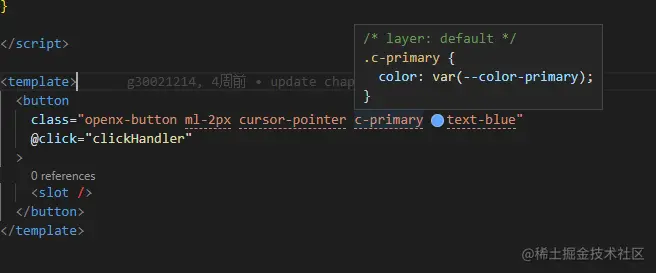 }
</script>
<template> g30021214, 4周前 • update chap
/* layer: default */
.c-primary {
color: var(--color-primary);
}
<button
class="openx-button ml-2px cursor-pointer c-primary text-blue"
@click="clickHandler"
>
0 references
<slot />
</button>
</template>
@稀土掘金技术社区